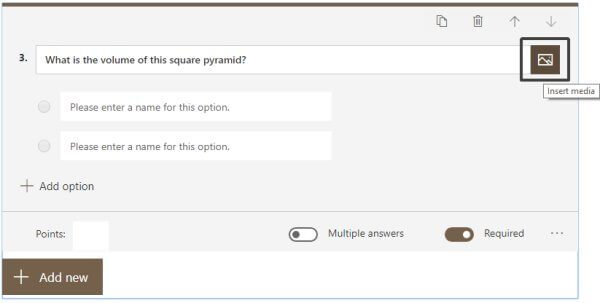 3. What is the volume of this square pyramid?
Insert media
Please enter a name for this option.
Please enter a name for this option.
Add option
Points: Multiple answers Required ...
Add new